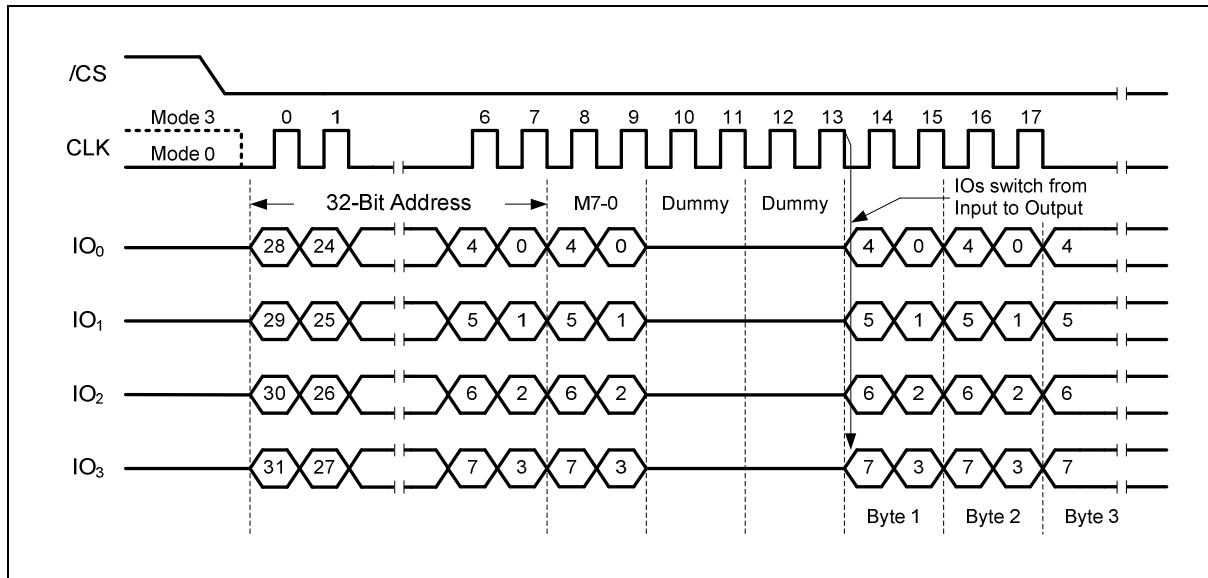 /CS
Mode 3 0 1 6 7 8 9 10 11 12 13 14 15 16 17
CLK
Mode 0
32-Bit Address M7-0 Dummy Dummy
IOs switch from
Input to Output
IO0 28 24 4 0 4 0 4 0 4 0 4
IO1 29 25 5 1 5 1 5 1 5 1 5
IO2 30 26 6 2 6 2 6 2 6 2 6
IO3 31 27 7 3 7 3 7 3 7 3 7
Byte 1 Byte 2 Byte 3